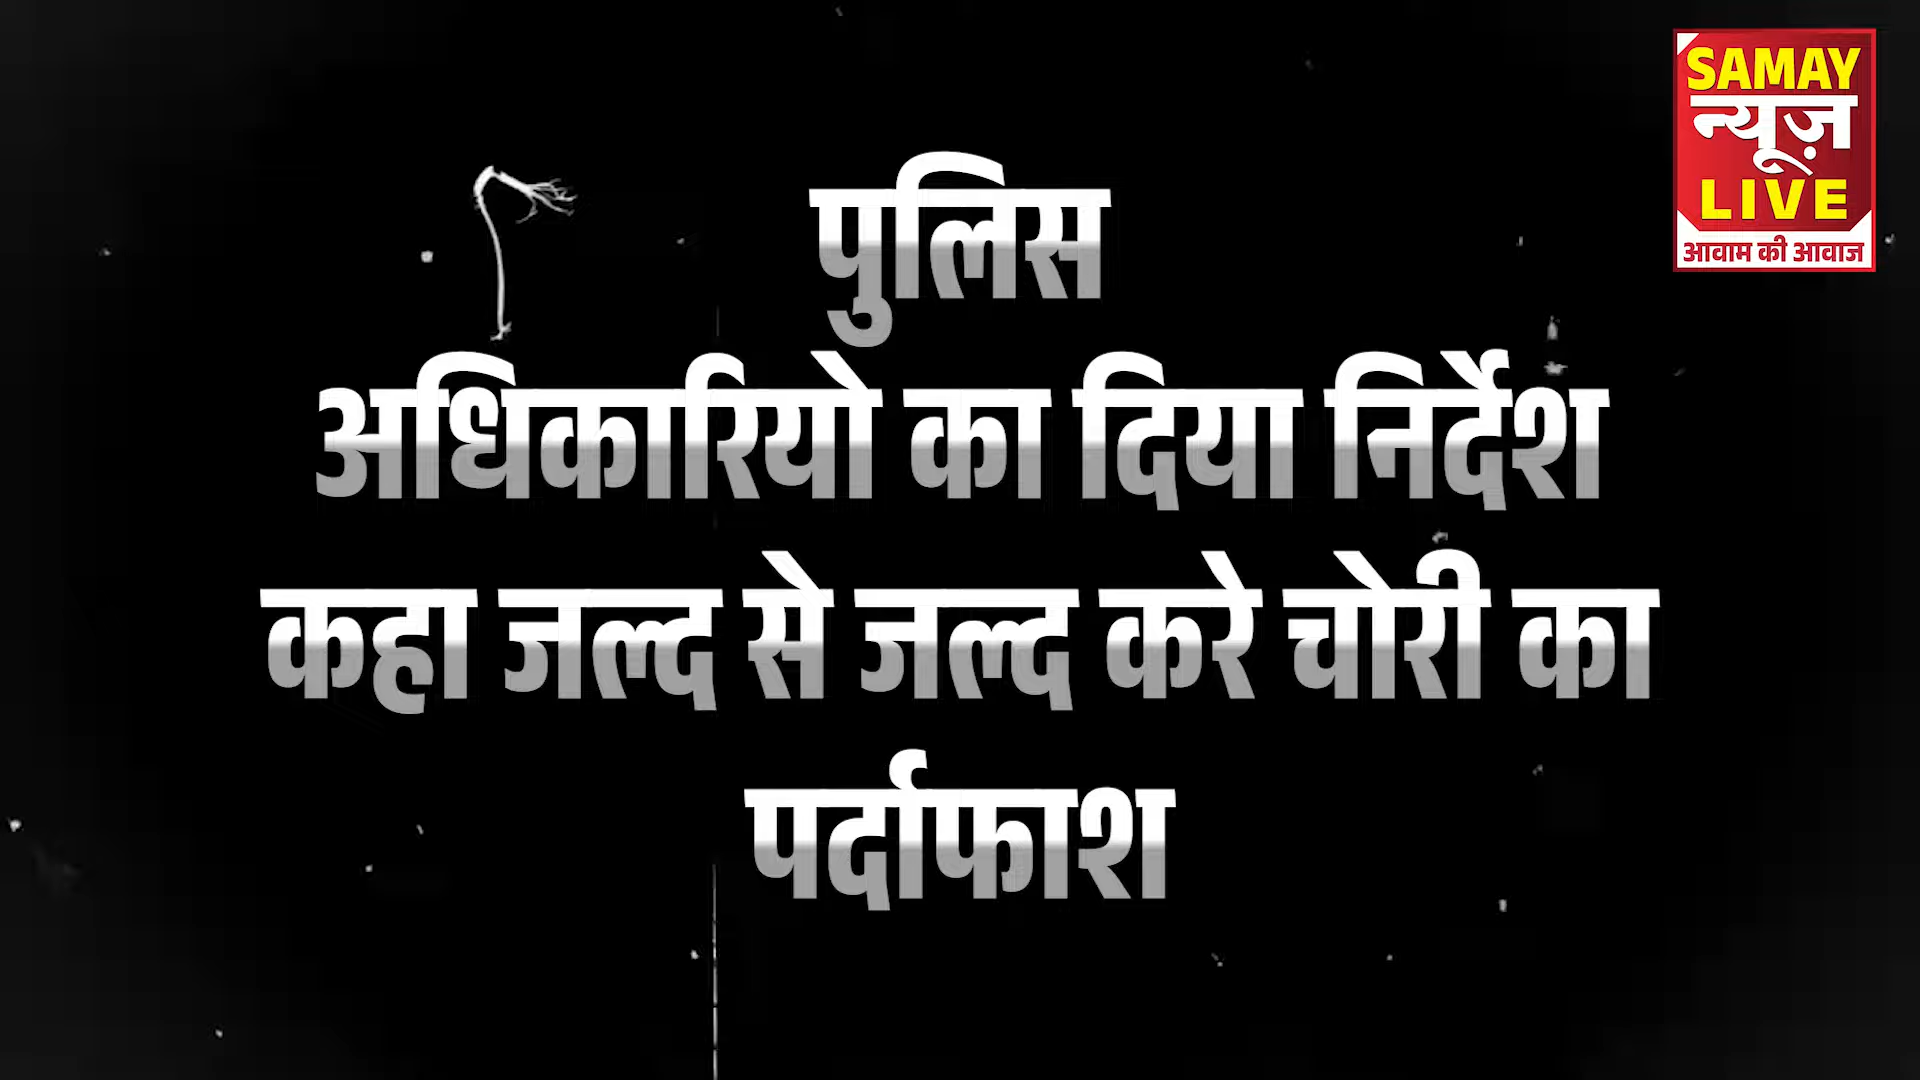 पुलिस
अधिकारियो का दिया निर्देश
कहा जल्द से जल्द करे चोरी का
पर्दाफाश
SAMAY
न्यूज़
LIVE
आवाम की आवाज